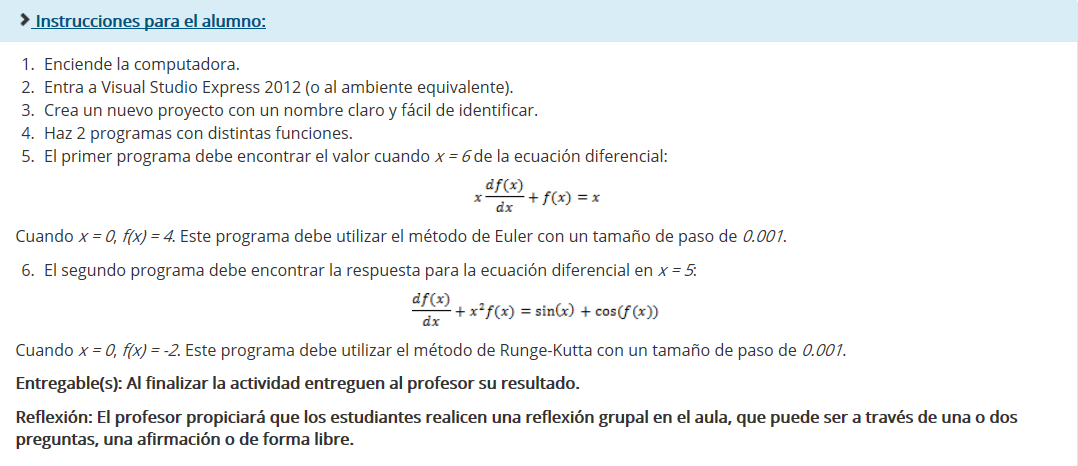 Instrucciones para el alumno:
1. Enciende la computadora.
2. Entra a Visual Studio Express 2012 (o al ambiente equivalente).
3. Crea un nuevo proyecto con un nombre claro y fácil de identificar.
4. Haz 2 programas con distintas funciones.
5. El primer programa debe encontrar el valor cuando x = 6 de la ecuación diferencial:
x df(x)/dx + f(x) = x
Cuando x = 0, f(x) = 4. Este programa debe utilizar el método de Euler con un tamaño de paso de 0.001.
6. El segundo programa debe encontrar la respuesta para la ecuación diferencial en x = 5:
df(x)/dx + x²f(x) = sin(x) + cos(f(x))
Cuando x = 0, f(x) = -2. Este programa debe utilizar el método de Runge-Kutta con un tamaño de paso de 0.001.
Entregable(s): Al finalizar la actividad entreguen al profesor su resultado.
Reflexión: El profesor propiciará que los estudiantes realicen una reflexión grupal en el aula, que puede ser a través de una o dos
preguntas, una afirmación o de forma libre.